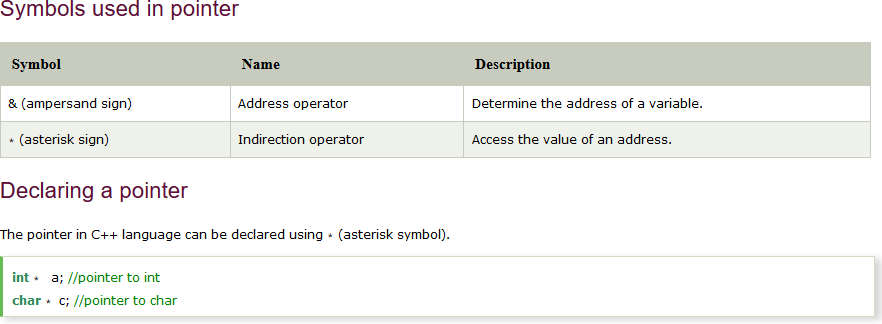 Symbols used in pointer
Symbol Name Description
& (ampersand sign) Address operator Determine the address of a variable.
* (asterisk sign) Indirection operator Access the value of an address.
Declaring a pointer
The pointer in C++ language can be declared using * (asterisk symbol).
int * a; //pointer to int
char * c; //pointer to char